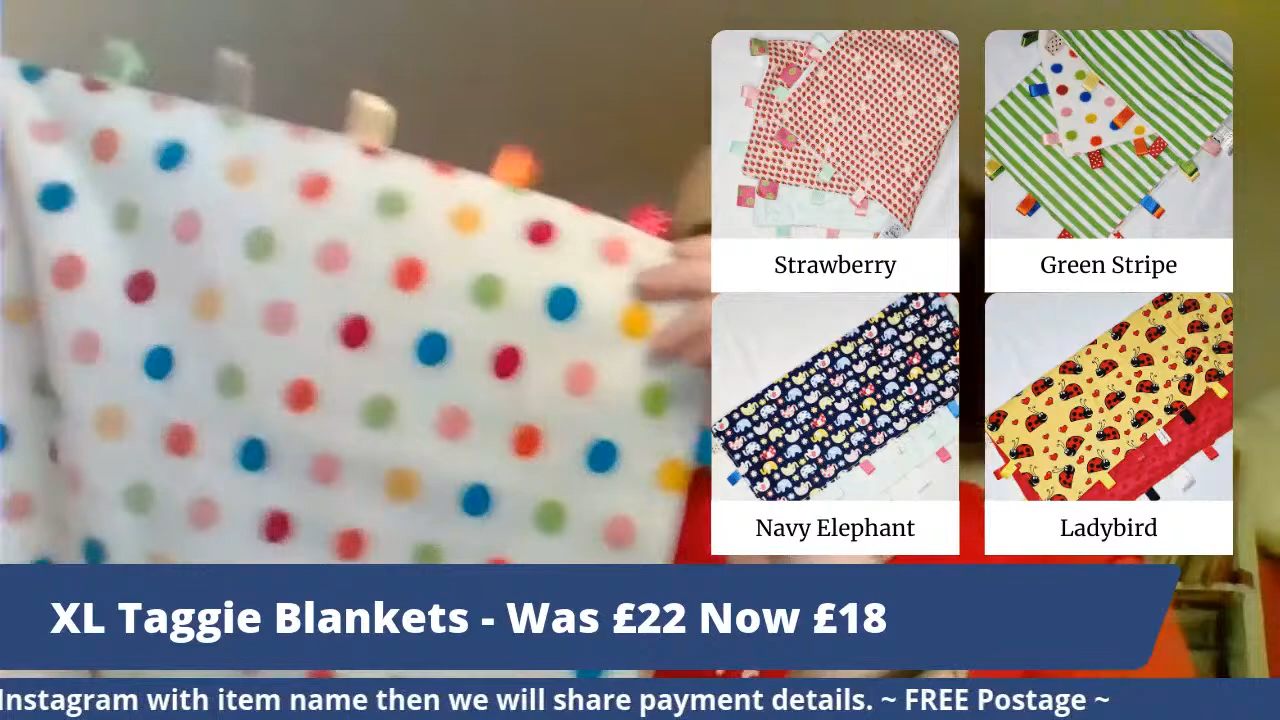 Strawberry
Green Stripe
Navy Elephant
Ladybird
XL Taggie Blankets - Was £22 Now £18
Instagram with item name then we will share payment details. ~ FREE Postage ~